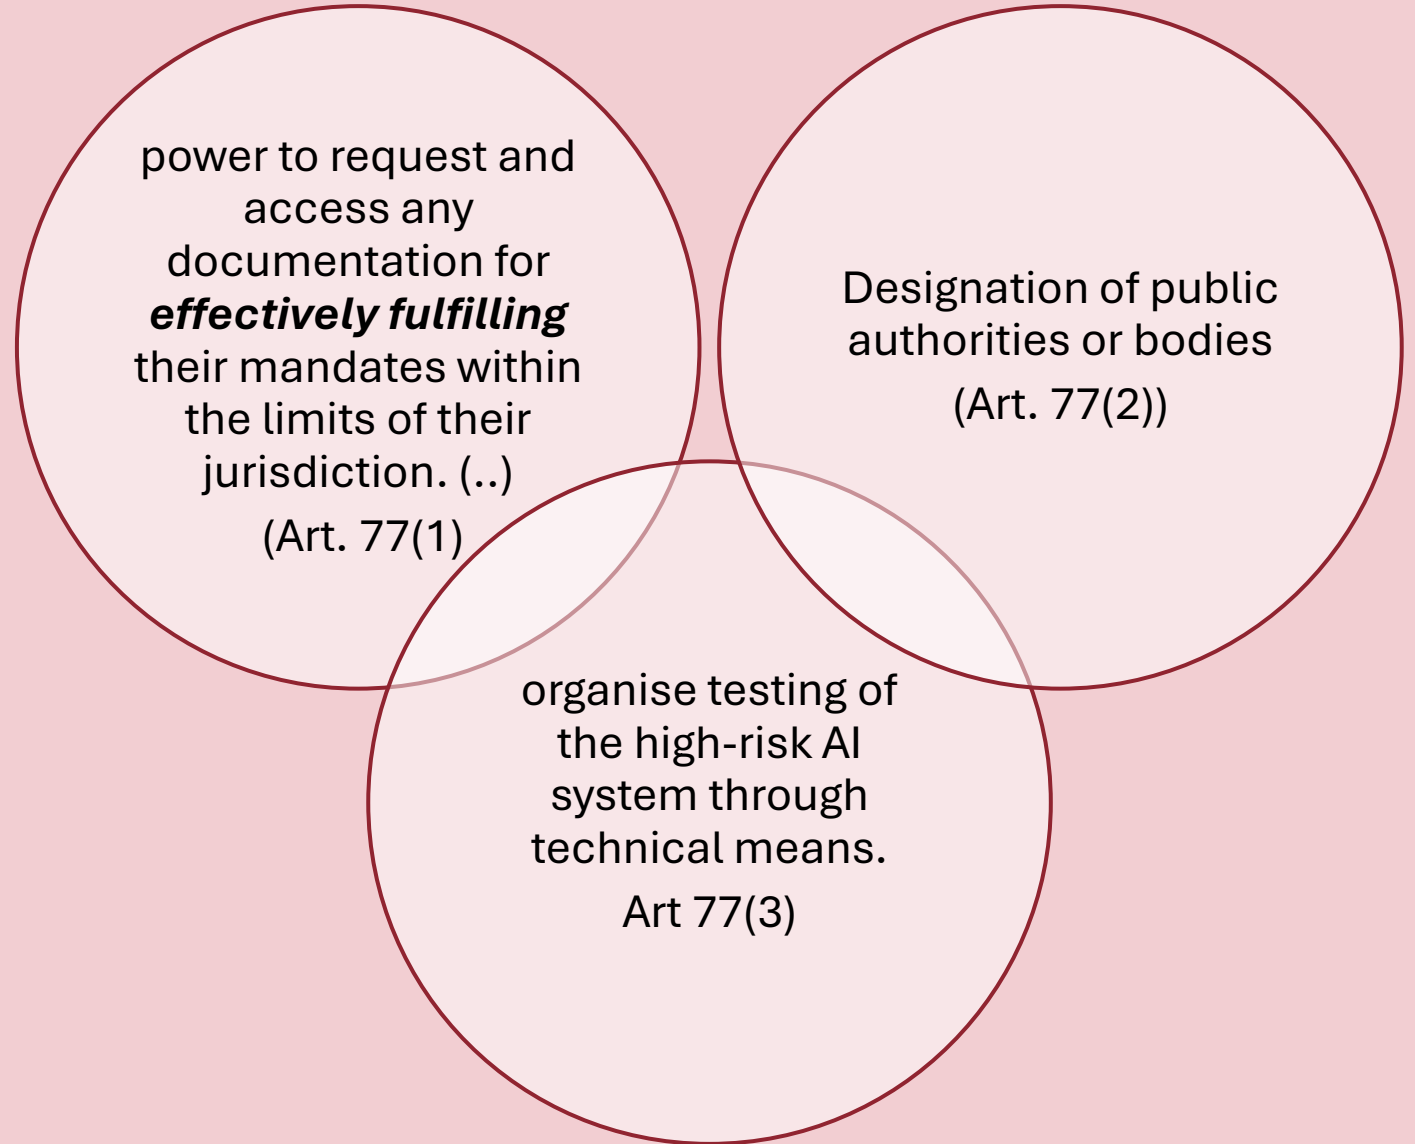 power to request and
access any
documentation for
effectively fulfilling
their mandates within
the limits of their
jurisdiction. (..)
(Art. 77(1)
Designation of public
authorities or bodies
(Art. 77(2))
organise testing of
the high-risk AI
system through
technical means.
Art 77(3)